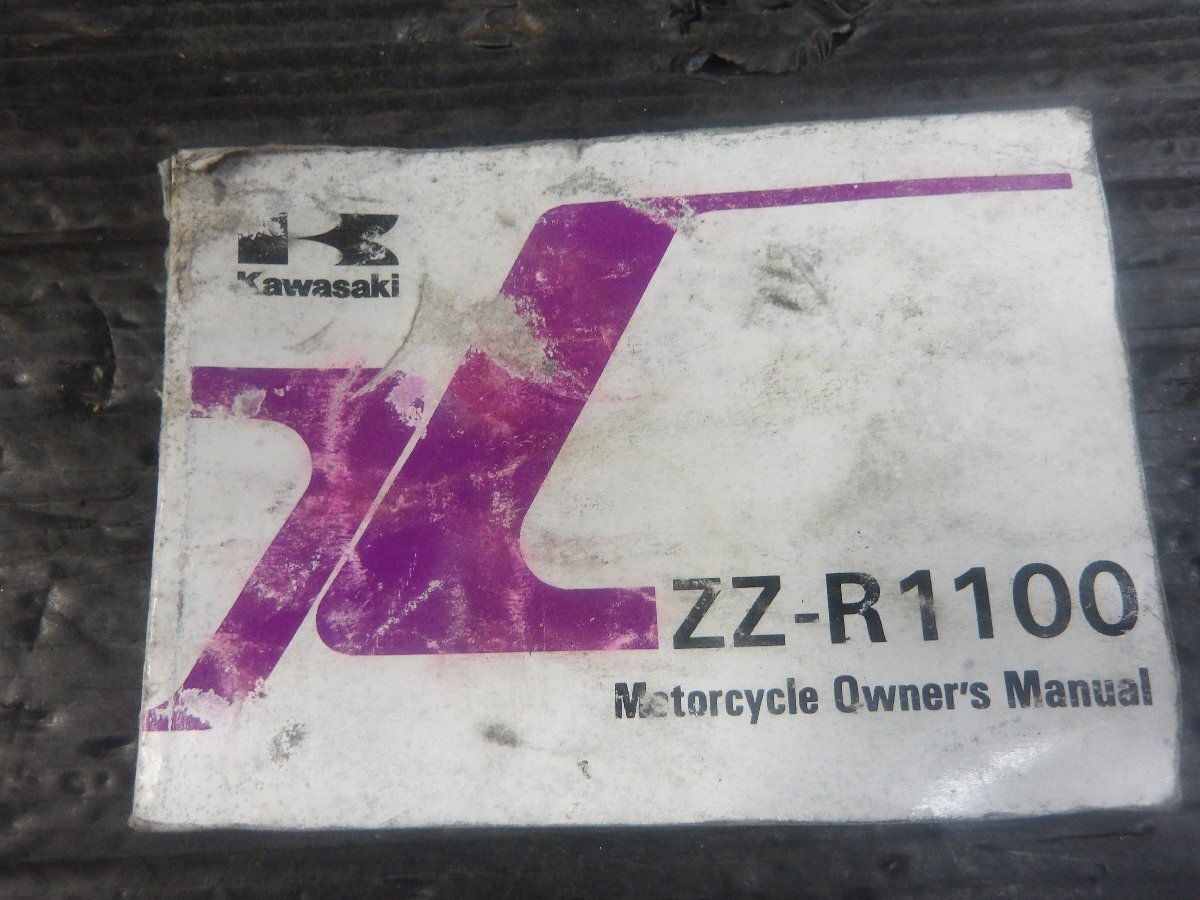 Kawasaki
ZZ-R1100
Motorcycle Owner's Manual